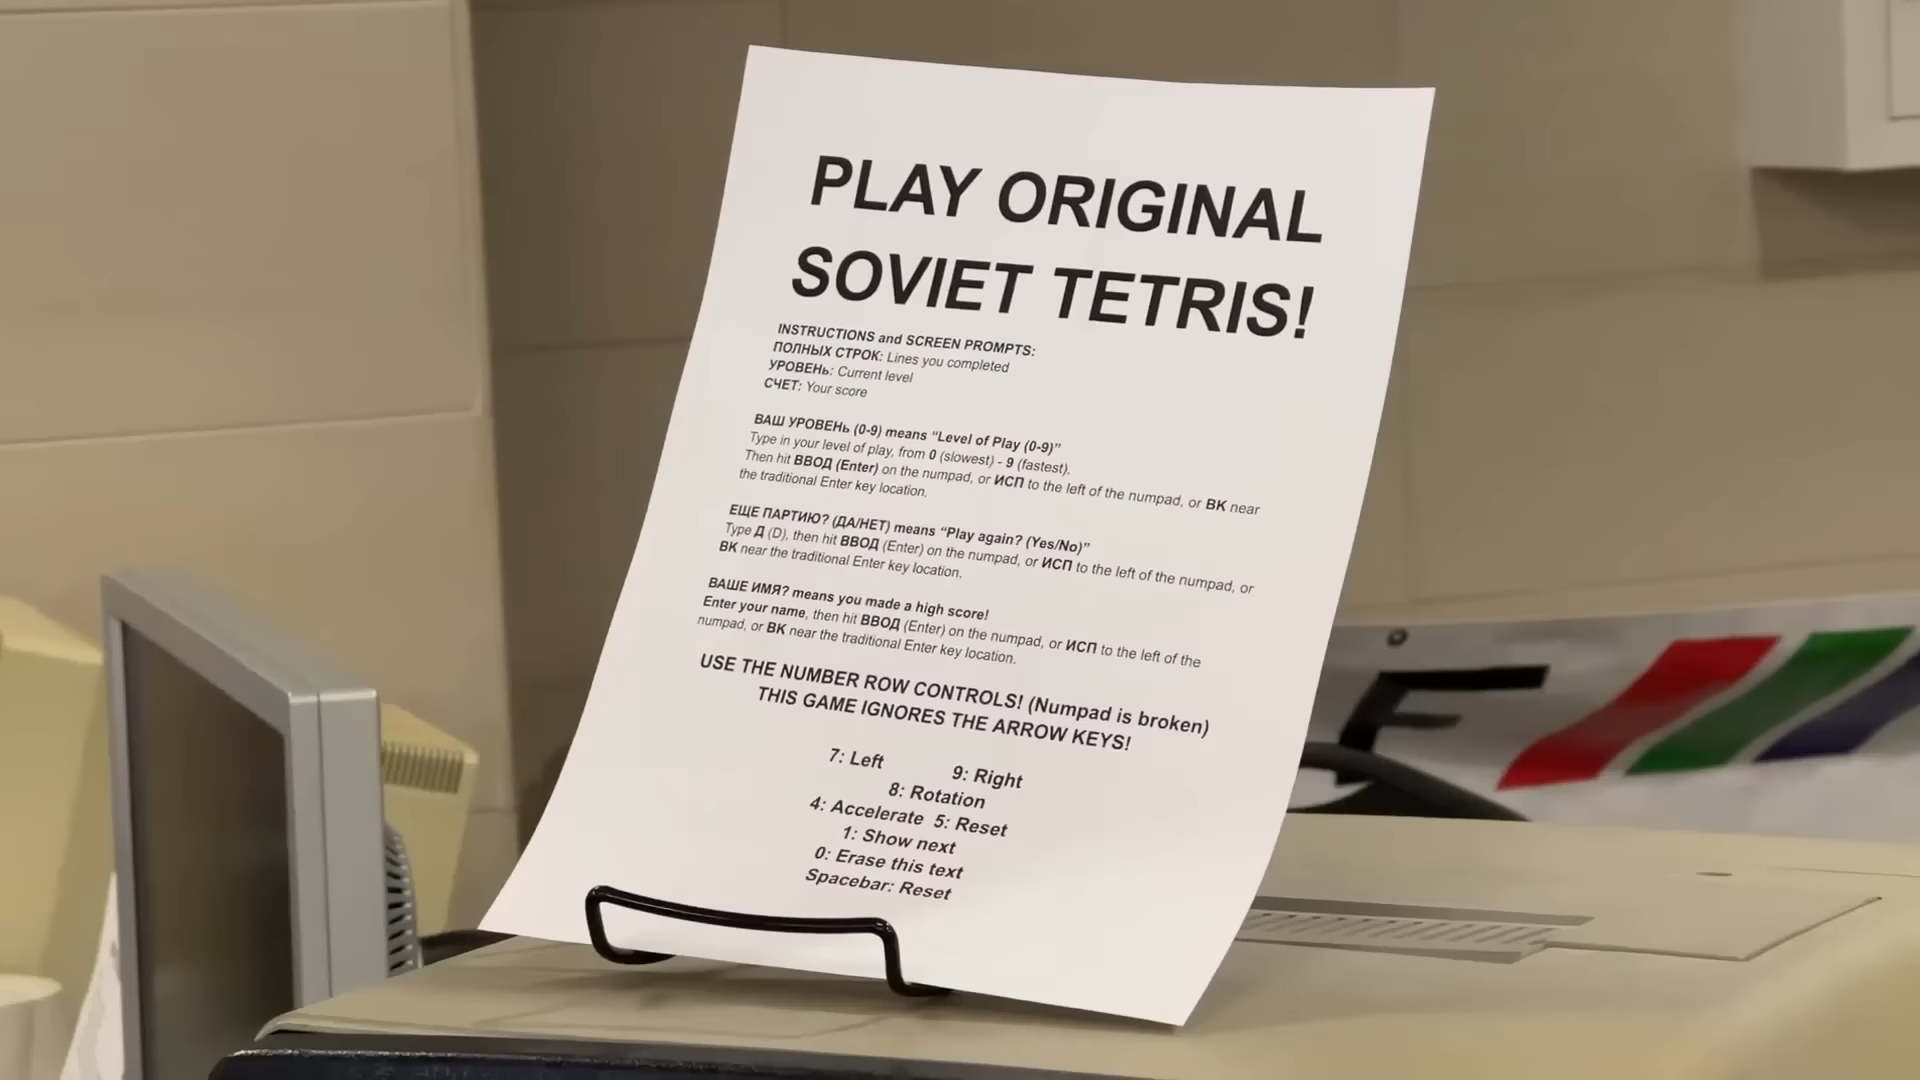 PLAY ORIGINAL
SOVIET TETRIS!
INSTRUCTIONS and SCREEN PROMPTS:
ПОЛНЫХ СТРОК: Lines you completed
УРОВЕНЬ: Current level
СЧЕТ: Your score
ВАШ УРОВЕНЬ (0-9) means “Level of Play (0-9)”
Type in your level of play, from 0 (slowest) - 9 (fastest).
Then hit ВВОД (Enter) on the numpad, or ИСП to the left of the numpad, or ВК near
the traditional Enter key location.
ЕЩЕ ПАРТИЮ? (ДА/НЕТ) means “Play again? (Yes/No)”
Type Д (D), then hit ВВОД (Enter) on the numpad, or ИСП to the left of the numpad, or
ВК near the traditional Enter key location.
ВАШЕ ИМЯ? means you made a high score!
Enter your name, then hit ВВОД (Enter) on the numpad, or ИСП to the left of the
numpad, or ВК near the traditional Enter key location.
USE THE NUMBER ROW CONTROLS! (Numpad is broken)
THIS GAME IGNORES THE ARROW KEYS!
7: Left 9: Right
8: Rotation
4: Accelerate 5: Reset
1: Show next
0: Erase this text
Spacebar: Reset
F